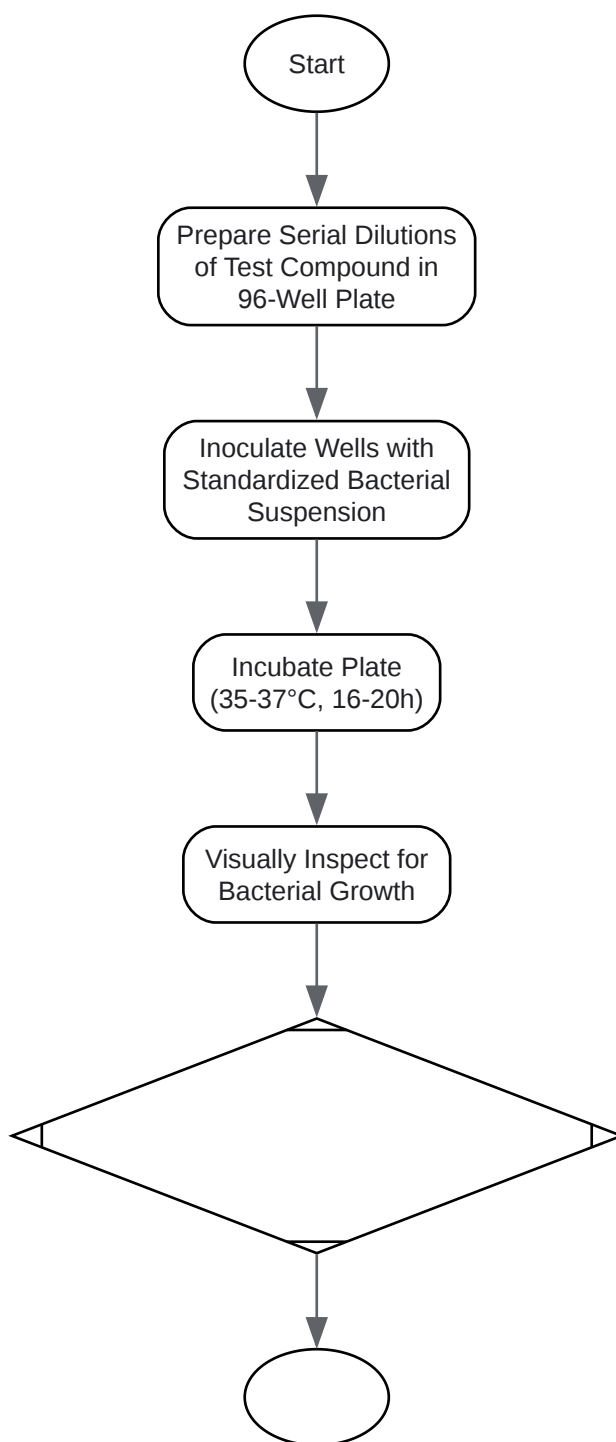 Start
Prepare Serial Dilutions
of Test Compound in
96-Well Plate
Inoculate Wells with
Standardized Bacterial
Suspension
Incubate Plate
(35-37°C, 16-20h)
Visually Inspect for
Bacterial Growth